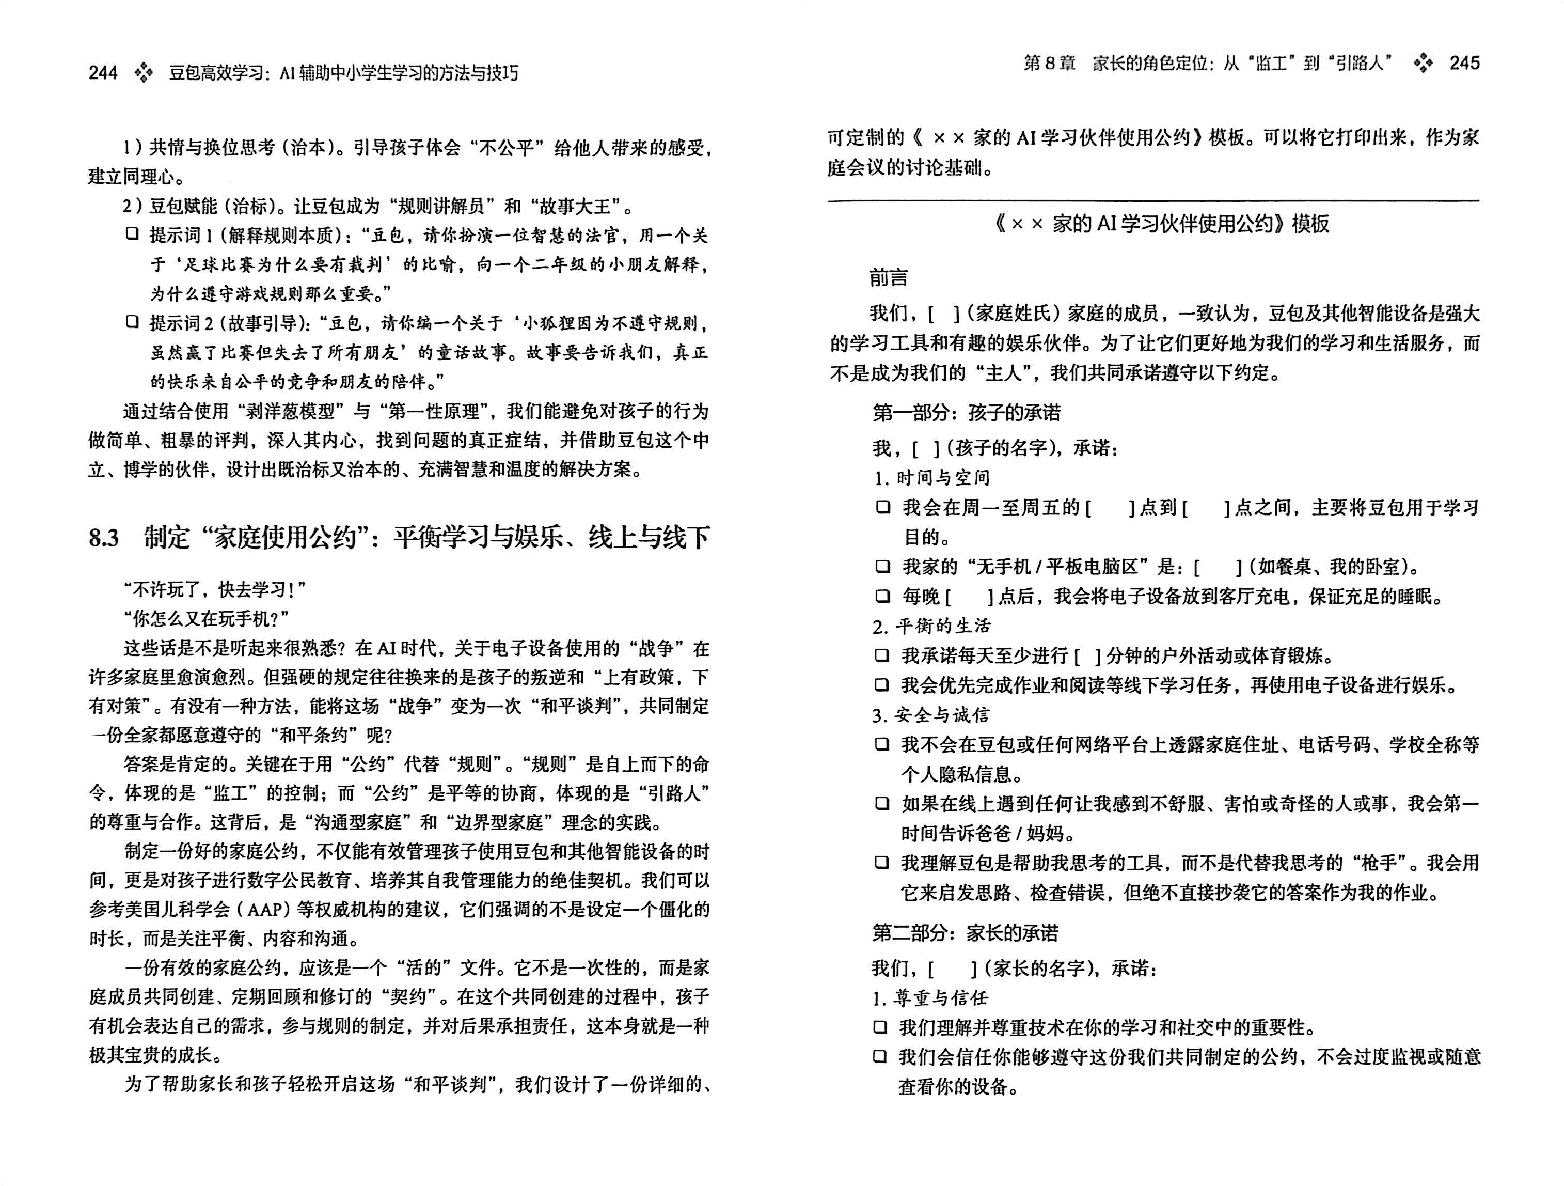 244 豆包高效学习：AI 辅助中小学生学习的方法与技巧
1）共情与换位思考（治本）。引导孩子体会“不公平”给他人带来的感受，
建立同理心。
2）豆包赋能（治标）。让豆包成为“规则讲解员”和“故事大王”。
❑ 提示词 1（解释规则本质）：“豆包，请你扮演一位智慧的法官，用一个关
于‘足球比赛为什么要有裁判’的比喻，向一个二年级的小朋友解释，
为什么遵守游戏规则那么重要。”
❑ 提示词 2（故事引导）：“豆包，请你编一个关于‘小狐狸因为不遵守规则，
虽然赢了比赛但失去了所有朋友’的童话故事。故事要告诉我们，真正
的快乐来自公平的竞争和朋友的陪伴。”
通过结合使用“剥洋葱模型”与“第一性原理”，我们能避免对孩子的行为
做简单、粗暴的评判，深入其内心，找到问题的真正症结，并借助豆包这个中
立、博学的伙伴，设计出既治标又治本的、充满智慧和温度的解决方案。
8.3 制定“家庭使用公约”：平衡学习与娱乐、线上与线下
“不许玩了，快去学习！”
“你怎么又在玩手机？”
这些话是不是听起来很熟悉？在 AI 时代，关于电子设备使用的“战争”在
许多家庭里愈演愈烈。但强硬的规定往往换来的是孩子的叛逆和“上有政策，下
有对策”。有没有一种方法，能将这场“战争”变为一次“和平谈判”，共同制定
一份全家都愿意遵守的“和平条约”呢？
答案是肯定的。关键在于用“公约”代替“规则”。“规则”是自上而下的命
令，体现的是“监工”的控制；而“公约”是平等的协商，体现的是“引路人”
的尊重与合作。这背后，是“沟通型家庭”和“边界型家庭”理念的实践。
制定一份好的家庭公约，不仅能有效管理孩子使用豆包和其他智能设备的时
间，更是对孩子进行数字公民教育、培养其自我管理能力的绝佳契机。我们可以
参考美国儿科学会（AAP）等权威机构的建议，它们强调的不是设定一个僵化的
时长，而是关注平衡、内容和沟通。
一份有效的家庭公约，应该是一个“活的”文件。它不是一次性的，而是家
庭成员共同创建、定期回顾和修订的“契约”。在这个共同创建的过程中，孩子
有机会表达自己的需求，参与规则的制定，并对后果承担责任，这本身就是一种
极其宝贵的成长。
为了帮助家长和孩子轻松开启这场“和平谈判”，我们设计了一份详细的、
第 8 章 家长的角色定位：从“监工”到“引路人” 245
可定制的《 × × 家的 AI 学习伙伴使用公约》模板。可以将它打印出来，作为家
庭会议的讨论基础。
《 × × 家的 AI 学习伙伴使用公约》模板
前言
我们，[ ]（家庭姓氏）家庭的成员，一致认为，豆包及其他智能设备是强大
的学习工具和有趣的娱乐伙伴。为了让它们更好地为我们的学习和生活服务，而
不是成为我们的“主人”，我们共同承诺遵守以下约定。
第一部分：孩子的承诺
我，[ ]（孩子的名字），承诺：
1. 时间与空间
❑ 我会在周一至周五的 [ ] 点到 [ ] 点之间，主要将豆包用于学习
目的。
❑ 我家的“无手机 / 平板电脑区”是：[ ]（如餐桌、我的卧室）。
❑ 每晚 [ ] 点后，我会将电子设备放到客厅充电，保证充足的睡眠。
2. 平衡的生活
❑ 我承诺每天至少进行 [ ] 分钟的户外活动或体育锻炼。
❑ 我会优先完成作业和阅读等线下学习任务，再使用电子设备进行娱乐。
3. 安全与诚信
❑ 我不会在豆包或任何网络平台上透露家庭住址、电话号码、学校全称等
个人隐私信息。
❑ 如果在线上遇到任何让我感到不舒服、害怕或奇怪的人或事，我会第一
时间告诉爸爸 / 妈妈。
❑ 我理解豆包是帮助我思考的工具，而不是代替我思考的“枪手”。我会用
它来启发思路、检查错误，但绝不直接抄袭它的答案作为我的作业。
第二部分：家长的承诺
我们，[ ]（家长的名字），承诺：
1. 尊重与信任
❑ 我们理解并尊重技术在你的学习和社交中的重要性。
❑ 我们会信任你能够遵守这份我们共同制定的公约，不会过度监视或随意
查看你的设备。